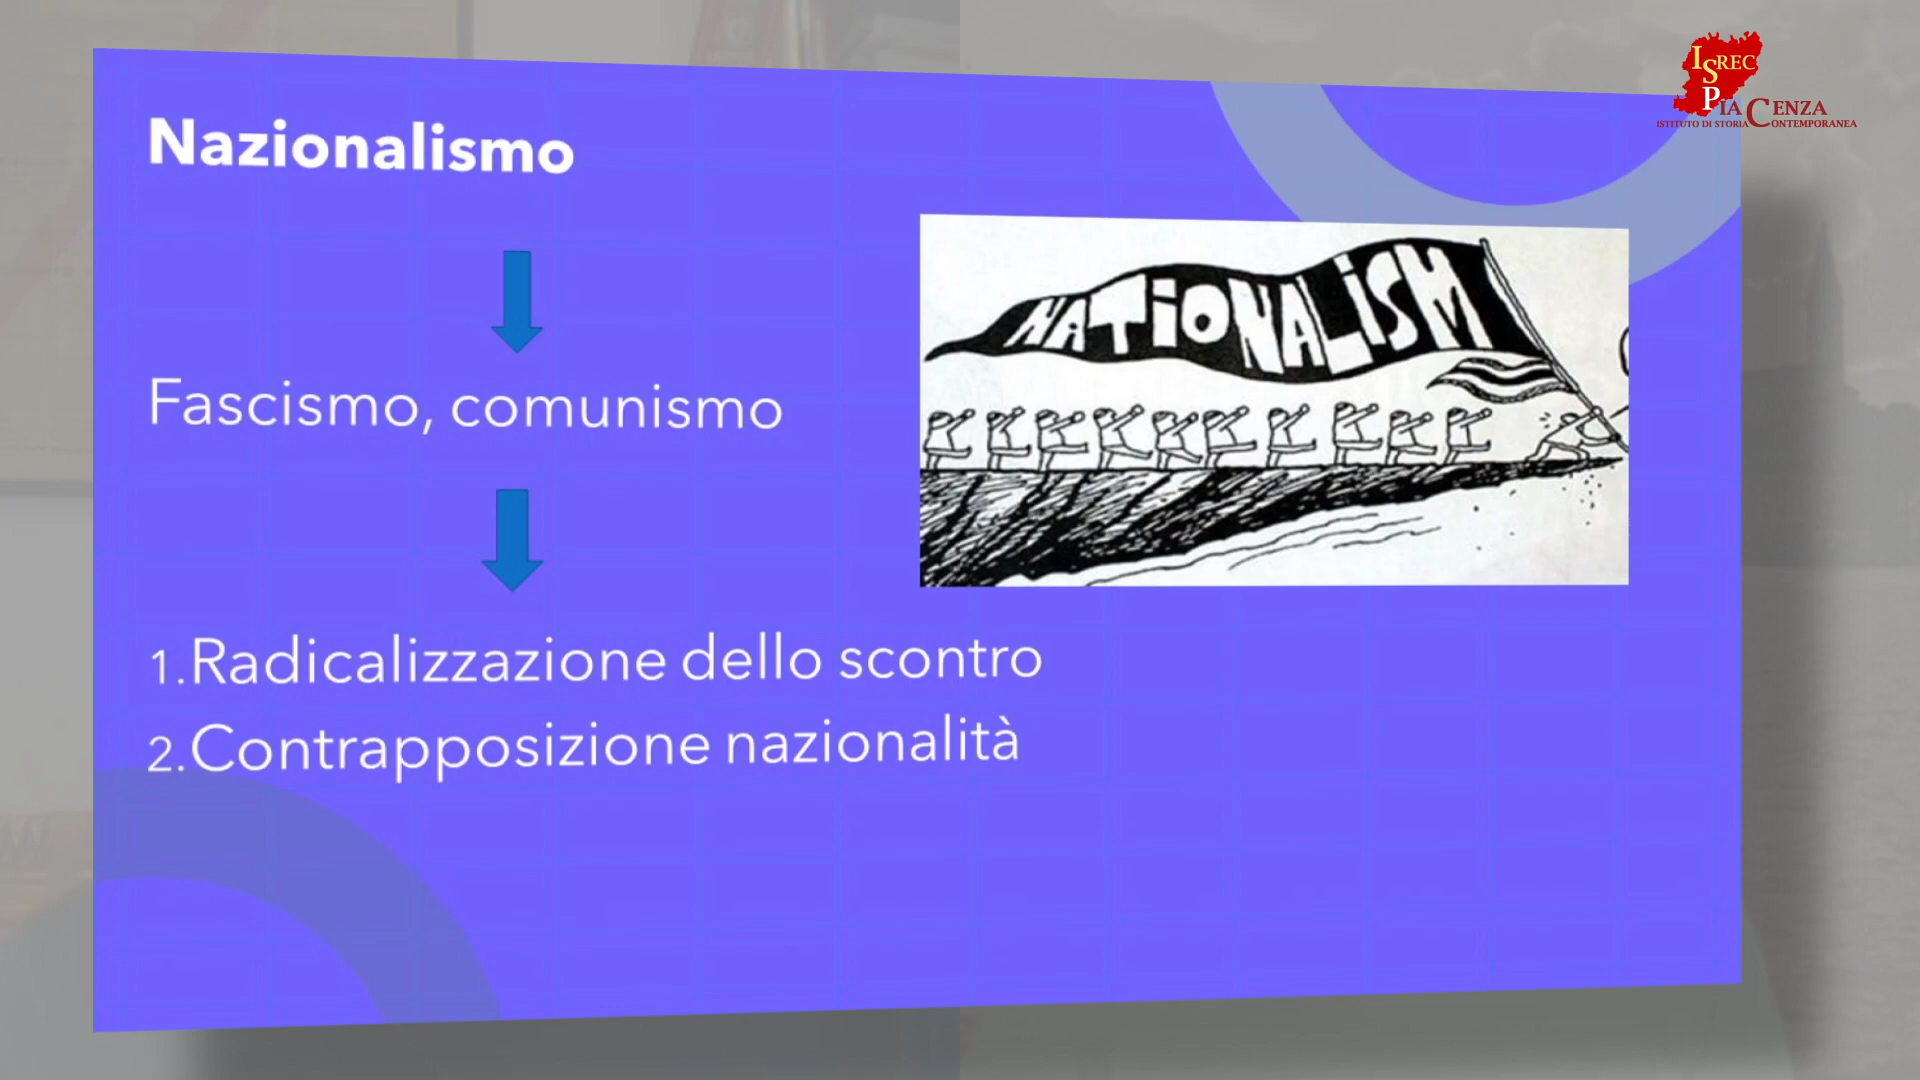 Nazionalismo
Fascismo, comunismo
1.Radicalizzazione dello scontro
2.Contrapposizione nazionalità
NATiONALiSM
ISREC
PIACENZA
ISTITUTO DI STORIA CONTEMPORANEA